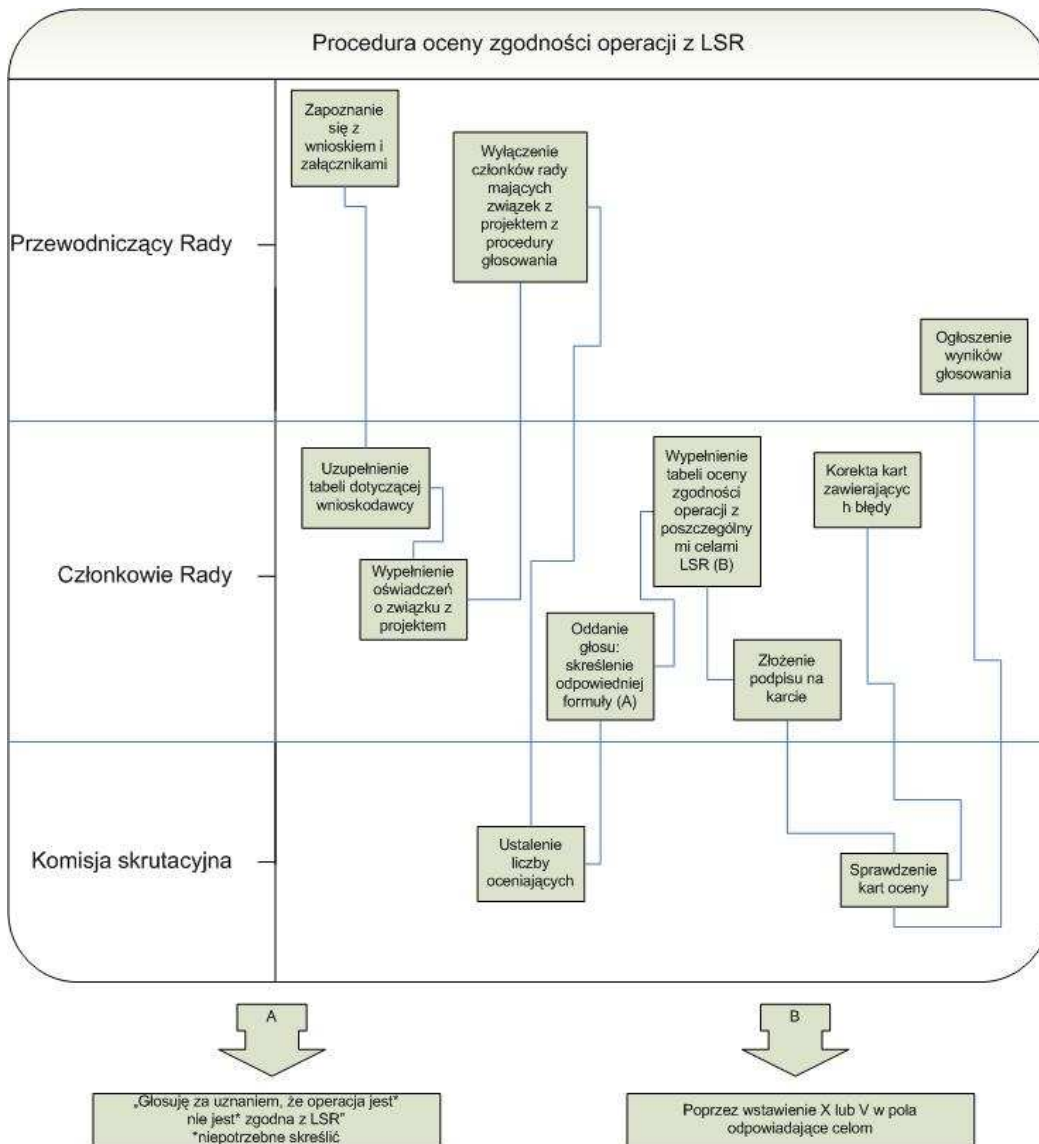 Procedura oceny zgodności operacji z LSR
Zapoznanie
się z
wnioskiem i
załącznikami
Wyłączenie
członków rady
mających
związek z
projektem z
procedury
głosowania
Przewodniczący Rady
Ogłoszenie
wyników
głosowania
Uzupełnienie
tabeli dotyczącej
wnioskodawcy
Wypełnienie
tabeli oceny
zgodności
operacji z
poszczególny
mi celami
LSR (B)
Korekta kart
zawierającyc
h błędy
Członkowie Rady
Wypełnienie
oświadczeń
o związku z
projektem
Oddanie
głosu:
skreślenie
odpowiedniej
formuły (A)
Złożenie
podpisu na
karcie
Komisja skrutacyjna
Ustalenie
liczby
oceniających
Sprawdzenie
kart oceny
A
B
„Głosuję za uznaniem, że operacja jest*
nie jest* zgodna z LSR”
*niepotrzebne skreślić
Poprzez wstawienie X lub V w pola
odpowiadające celom